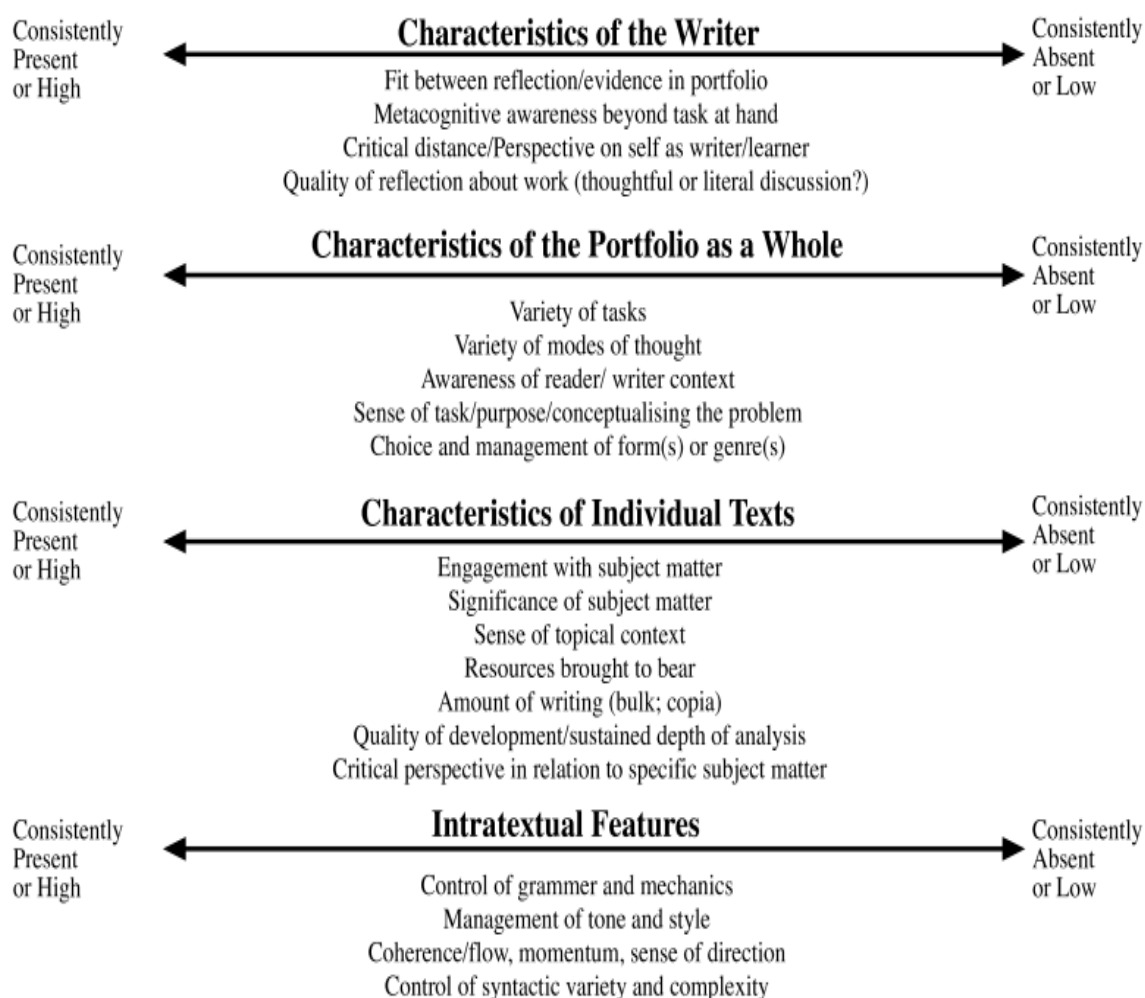 Consistently
Present
or High
Characteristics of the Writer
Consistently
Absent
or Low
Fit between reflection/evidence in portfolio
Metacognitive awareness beyond task at hand
Critical distance/Perspective on self as writer/learner
Quality of reflection about work (thoughtful or literal discussion?)
Consistently
Present
or High
Characteristics of the Portfolio as a Whole
Consistently
Absent
or Low
Variety of tasks
Variety of modes of thought
Awareness of reader/ writer context
Sense of task/purpose/conceptualising the problem
Choice and management of form(s) or genre(s)
Consistently
Present
or High
Characteristics of Individual Texts
Consistently
Absent
or Low
Engagement with subject matter
Significance of subject matter
Sense of topical context
Resources brought to bear
Amount of writing (bulk; copia)
Quality of development/sustained depth of analysis
Critical perspective in relation to specific subject matter
Consistently
Present
or High
Intratextual Features
Consistently
Absent
or Low
Control of grammer and mechanics
Management of tone and style
Coherence/flow, momentum, sense of direction
Control of syntactic variety and complexity